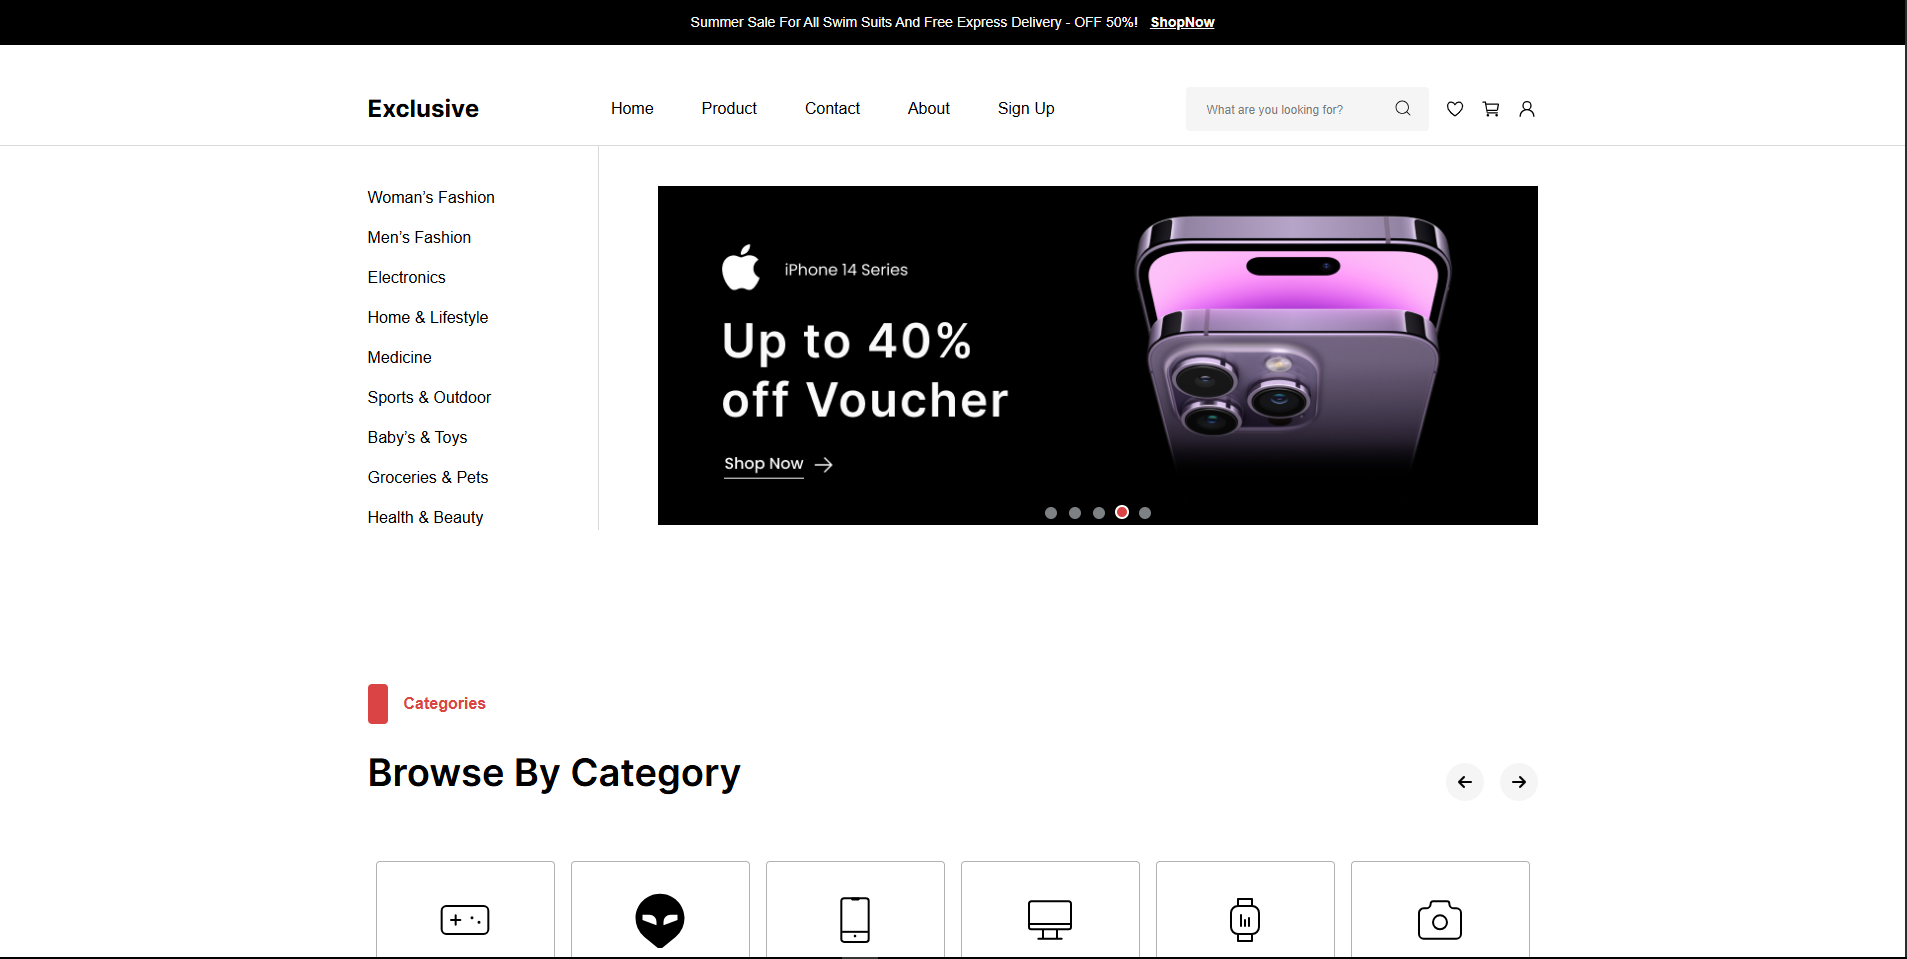 Summer Sale For All Swim Suits And Free Express Delivery - OFF 50%! ShopNow
Exclusive
Home
Product
Contact
About
Sign Up
What are you looking for?
Woman’s Fashion
Men’s Fashion
Electronics
Home & Lifestyle
Medicine
Sports & Outdoor
Baby’s & Toys
Groceries & Pets
Health & Beauty
iPhone 14 Series
Up to 40%
off Voucher
Shop Now
Categories
Browse By Category